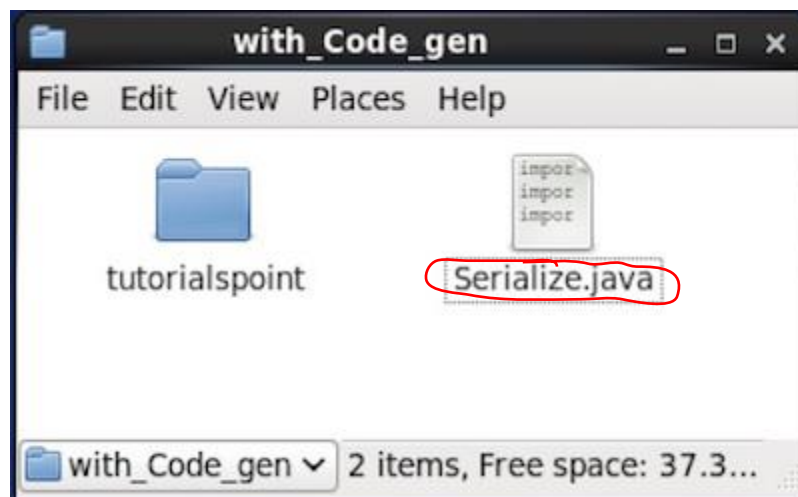 with_Code_gen
File Edit View Places Help
impor
impor
impor
tutorialspoint Serialize.java
with_Code_gen 2 items, Free space: 37.3...